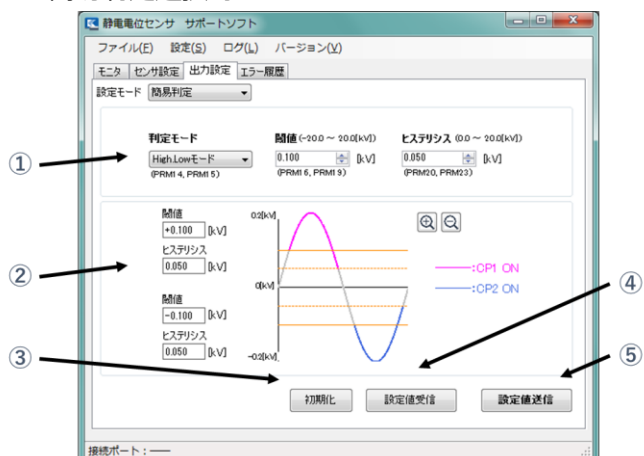 静電電位センサ サポートソフト
ファイル(F) 設定(S) ログ(L) バージョン(V)
モニタ センサ設定 出力設定 エラー履歴
設定モード 簡易判定
判定モード 閾値 (-20.0 ~ 20.0[kV]) ヒステリシス (0.0 ~ 20.0[kV])
① High.Lowモード 0.100 [kV] 0.050 [kV]
(PRM14, PRM15) (PRM16, PRM19) (PRM20, PRM23)
閾値 0.2[kV]
+0.100 [kV]
ヒステリシス
② 0.050 [kV] :CP1 ON
0[kV] :CP2 ON
④
閾値
-0.100 [kV]
ヒステリシス
③ 0.050 [kV] -0.2[kV]
⑤
初期化 設定値受信 設定値送信
接続ポート : ――